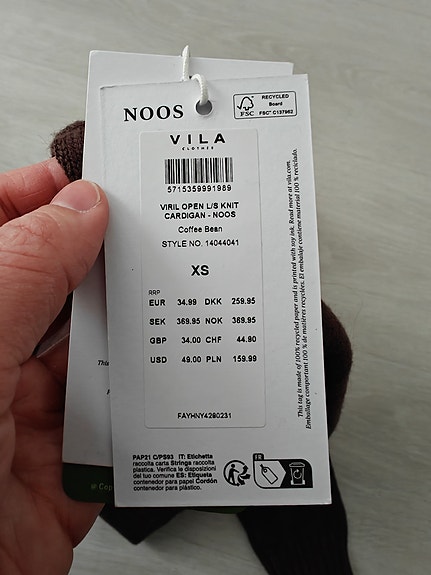 NOOS
FSC
RECYCLED
Board
FSC® C137962
VILA
CLOTHES
5715359991989
VIRIL OPEN L/S KNIT
CARDIGAN - NOOS
Coffee Bean
STYLE NO. 14044041
XS
RRP
EUR 34.99 DKK 259.95
SEK 369.95 NOK 369.95
GBP 34.00 CHF 44.90
USD 49.00 PLN 159.99
FAYHNY4280231
This tag is made of 100% recycled paper and is printed with soy ink. Read more at vila.com.
Emballage comportant 100 % de matières recyclées. El embalaje contiene material 100 % reciclado.
PAP21 C/PS93 IT: Etichetta
raccolta carta Stringa raccolta
plastica. Verifica le disposizioni
del tuo comune ES: Etiqueta
contenedor para papel Cordón
contenedor para plástico.
FR
This